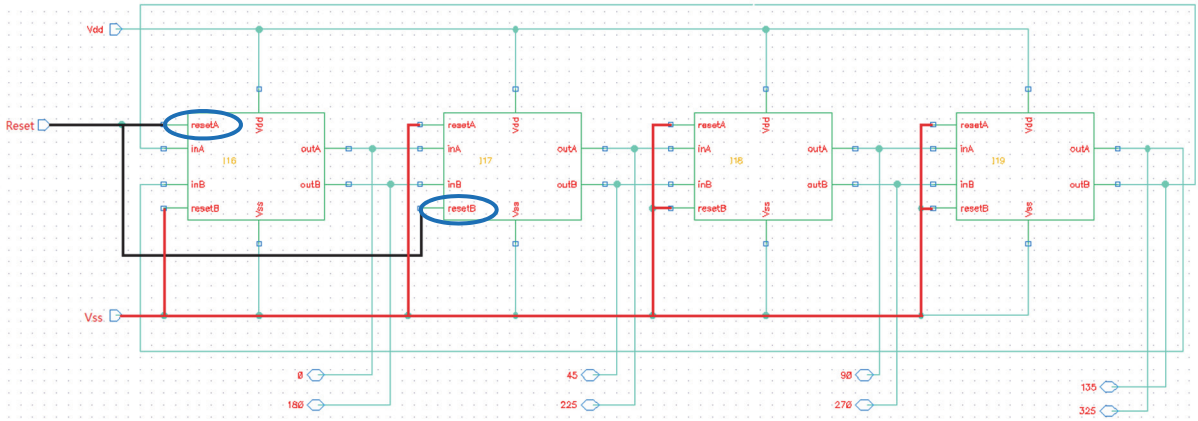 Vdd
Reset
resetA
inA
inB
resetB
Vdd
Vss
I16
outA
outB
resetA
inA
inB
resetB
Vdd
Vss
I17
outA
outB
resetA
inA
inB
resetB
Vdd
Vss
I18
outA
outB
resetA
inA
inB
resetB
Vdd
Vss
I19
outA
outB
Vss
0
180
45
225
90
270
135
325